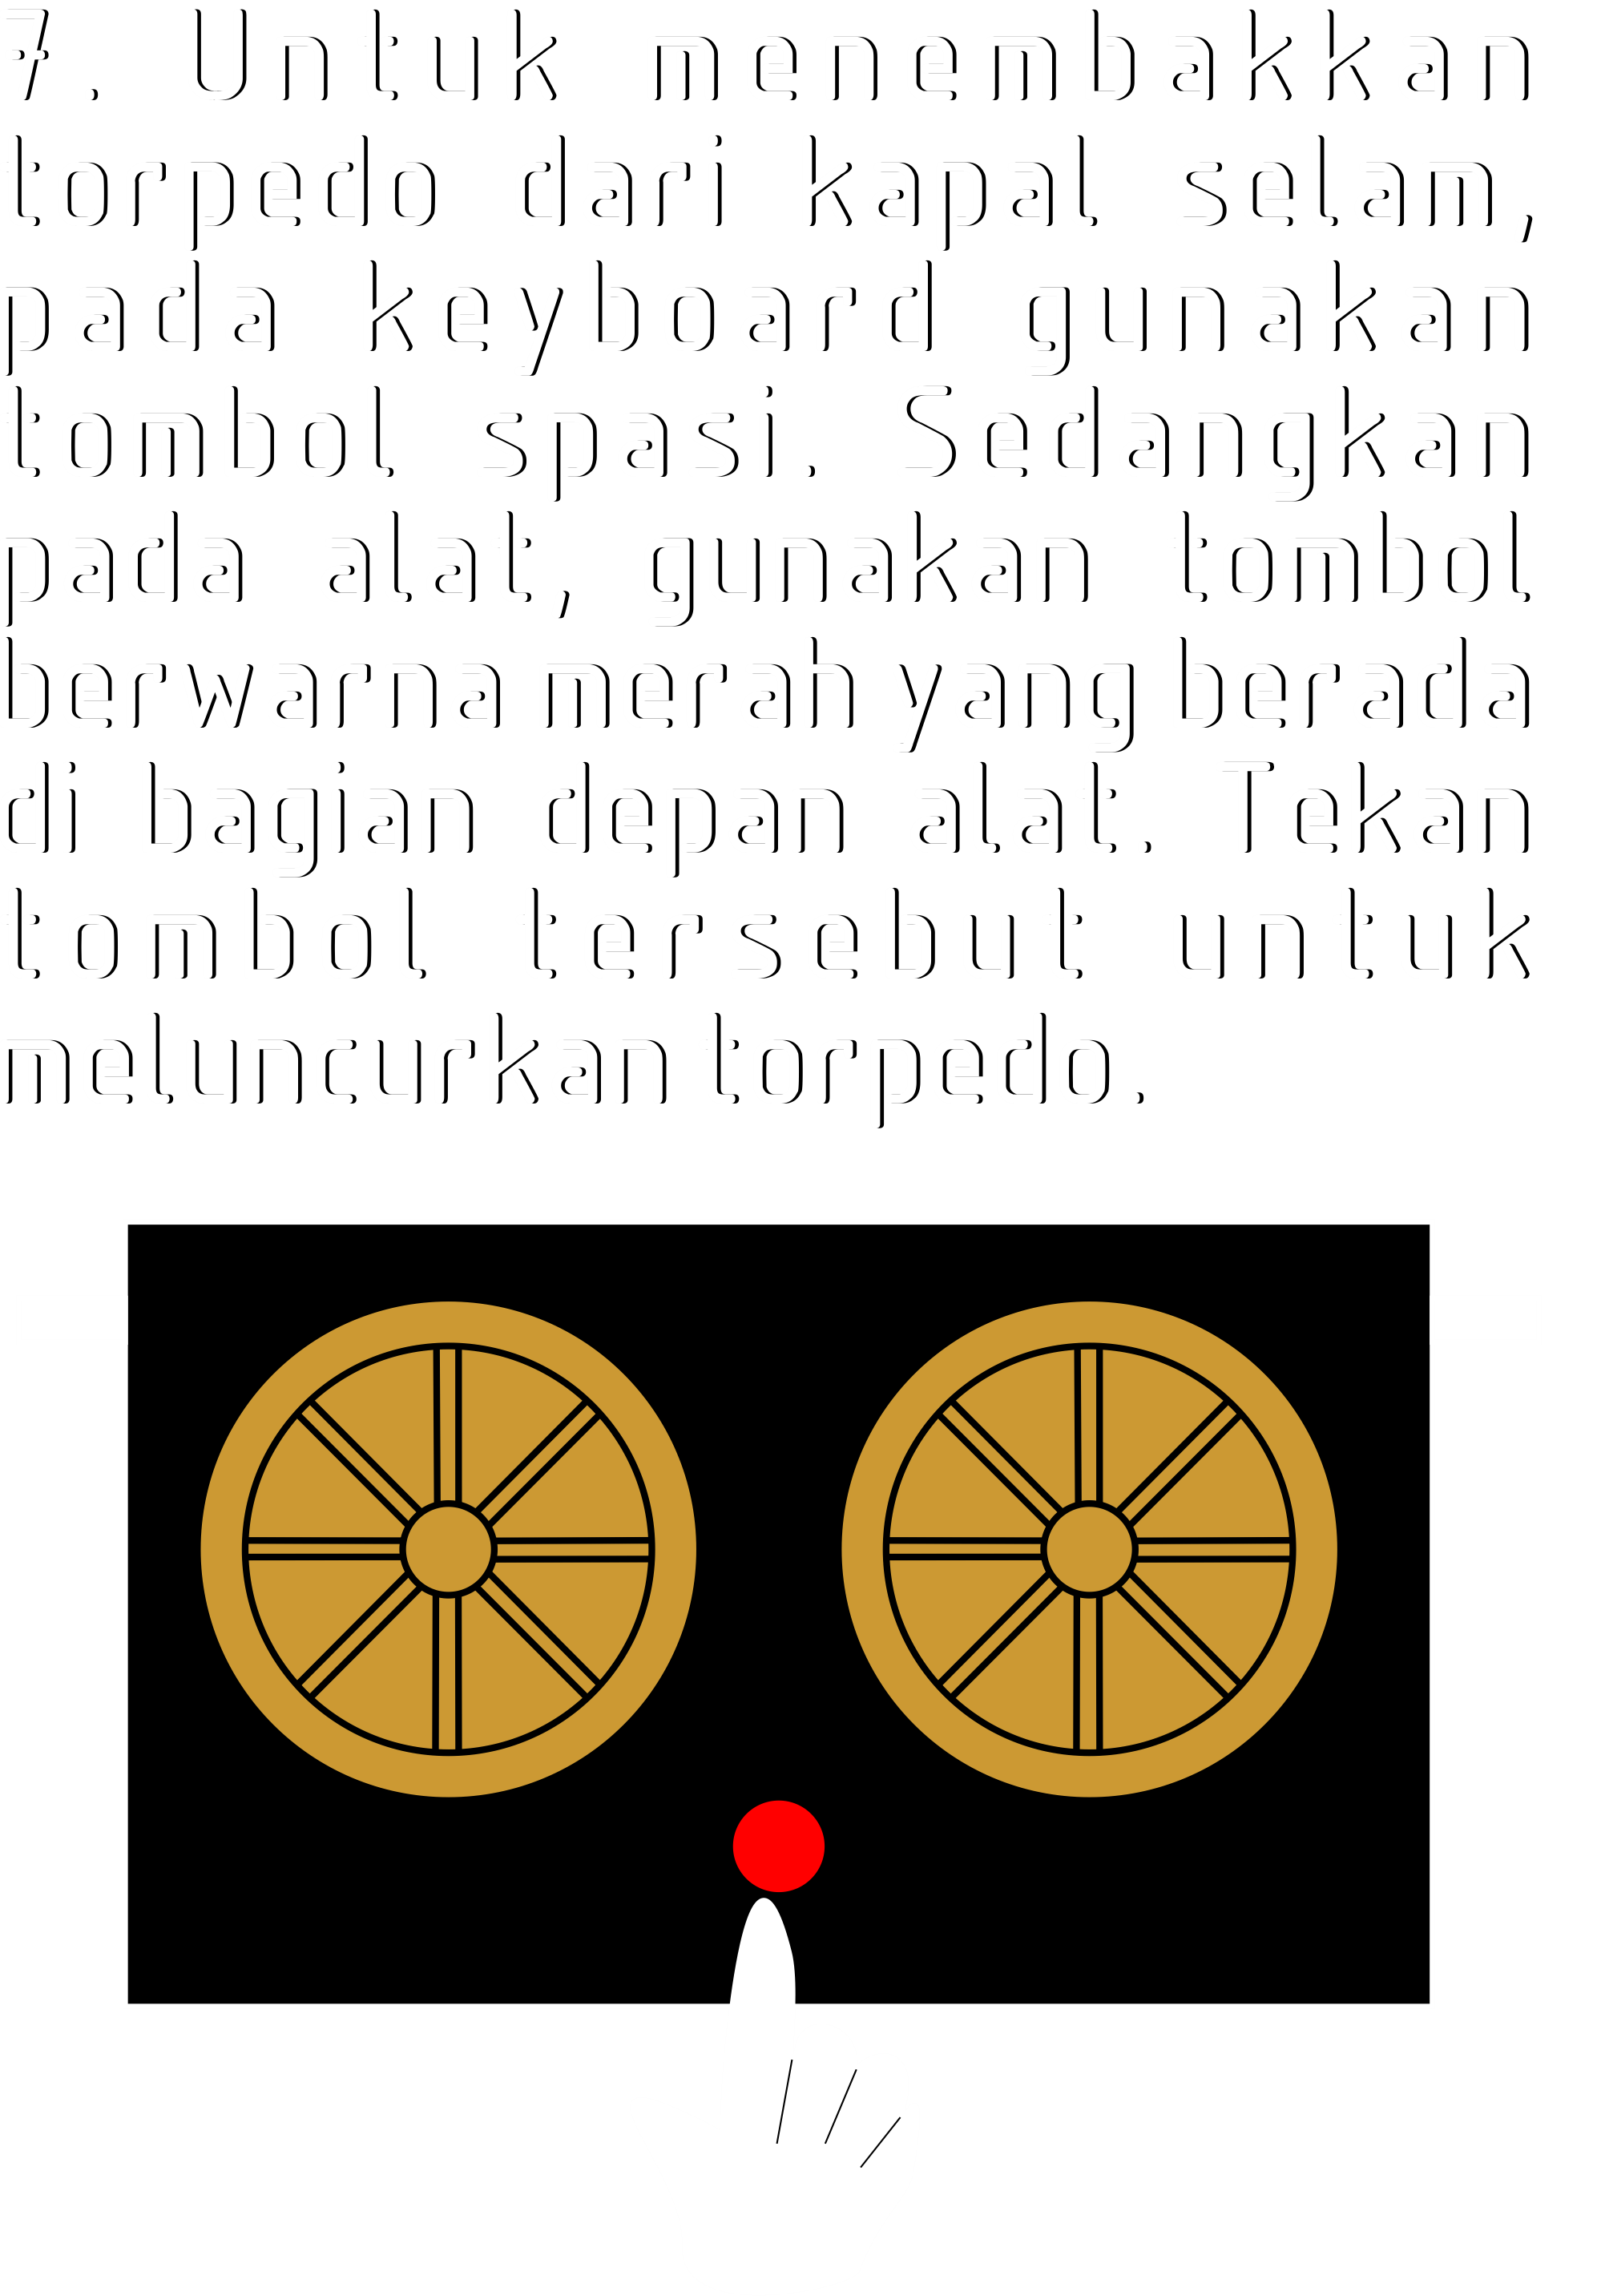 7. Untuk menembakkan
torpedo dari kapal selam,
pada keyboard gunakan
tombol spasi. Sedangkan
pada alat, gunakan tombol
berwarna merah yang berada
di bagian depan alat. Tekan
tombol tersebut untuk
meluncurkan torpedo.